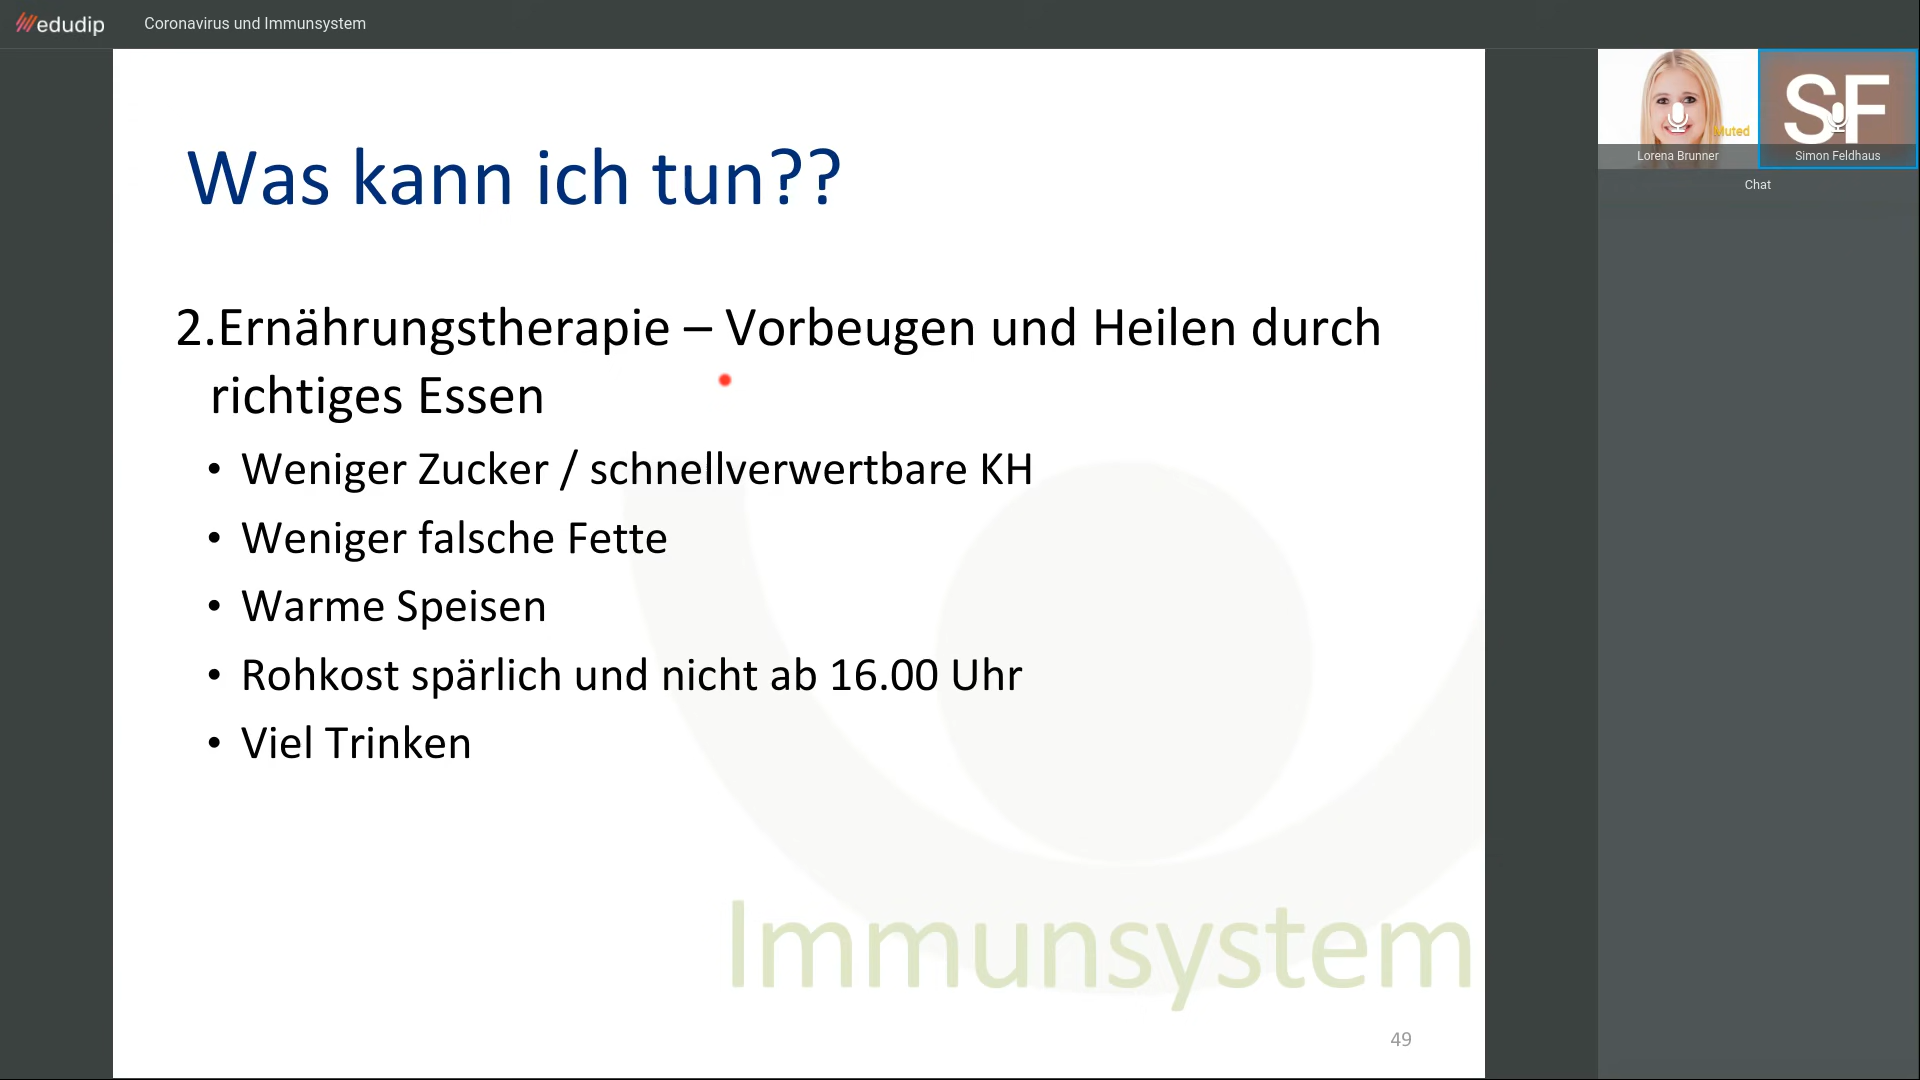 edudip
Coronavirus und Immunsystem
Was kann ich tun??
2.Ernährungstherapie – Vorbeugen und Heilen durch
richtiges Essen
• Weniger Zucker / schnellverwertbare KH
• Weniger falsche Fette
• Warme Speisen
• Rohkost spärlich und nicht ab 16.00 Uhr
• Viel Trinken
Immunsystem
49
Muted
SF
Lorena Brunner
Simon Feldhaus
Chat